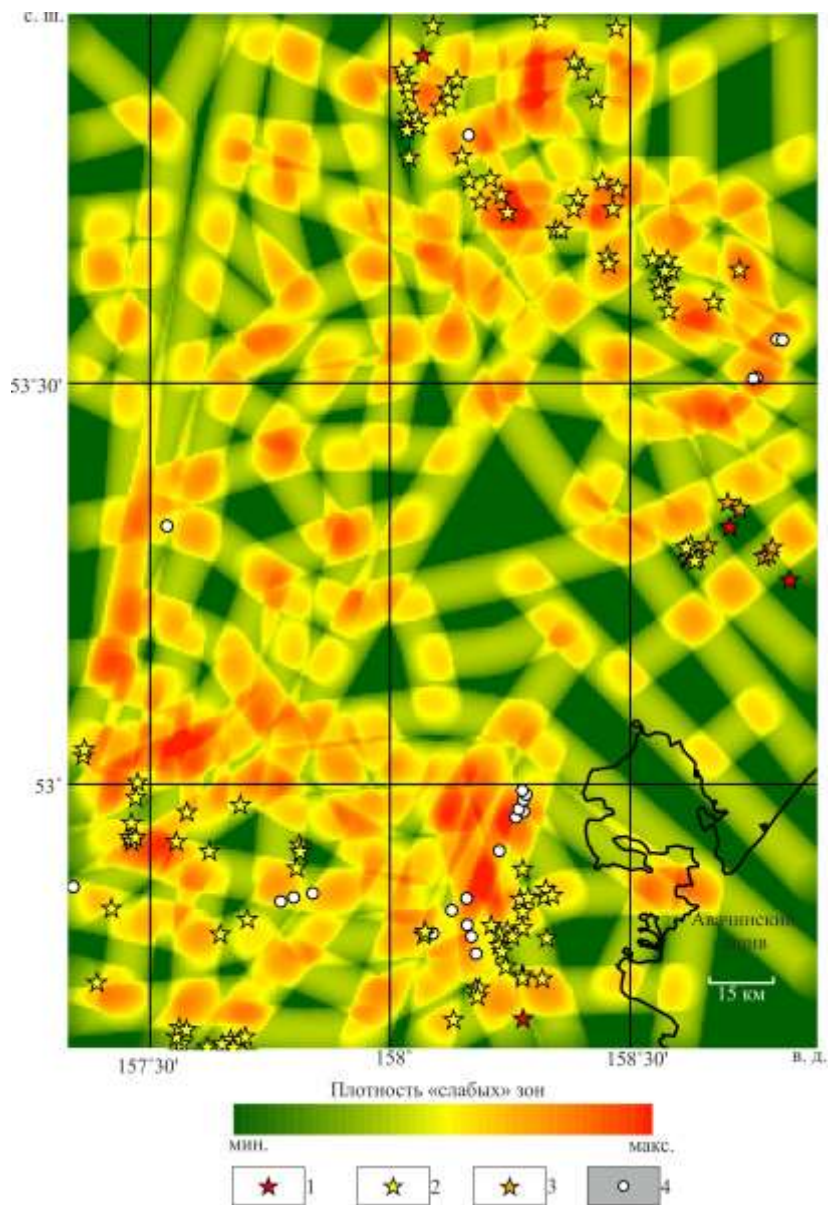 с. ш.
53°30'
53°
Авачинский
залив
15 км
157°30'
158°
158°30'
в. д.
Плотность «слабых» зон
мин.
макс.
1
2
3
4